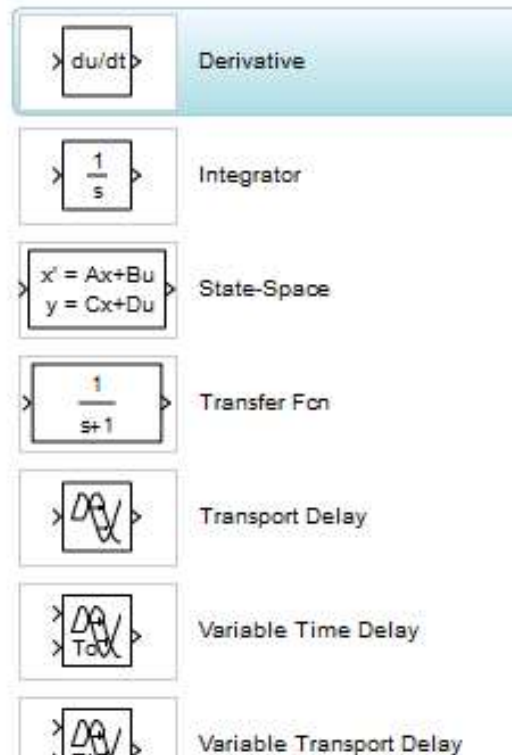 du/dt
Derivative
1
s
Integrator
x' = Ax+Bu
y = Cx+Du
State-Space
1
s+1
Transfer Fcn
Transport Delay
Variable Time Delay
Variable Transport Delay